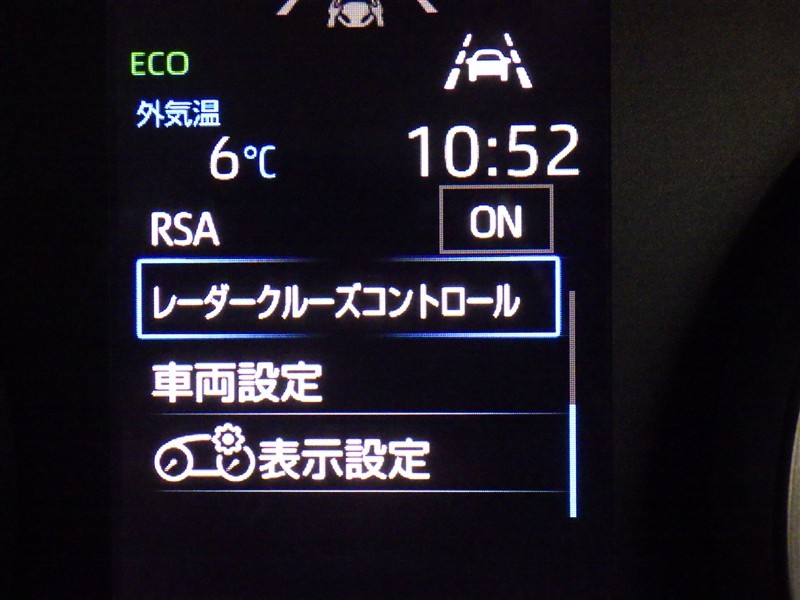 ECO
外気温
6℃ 10:52
RSA ON
レーダークルーズコントロール
車両設定
表示設定